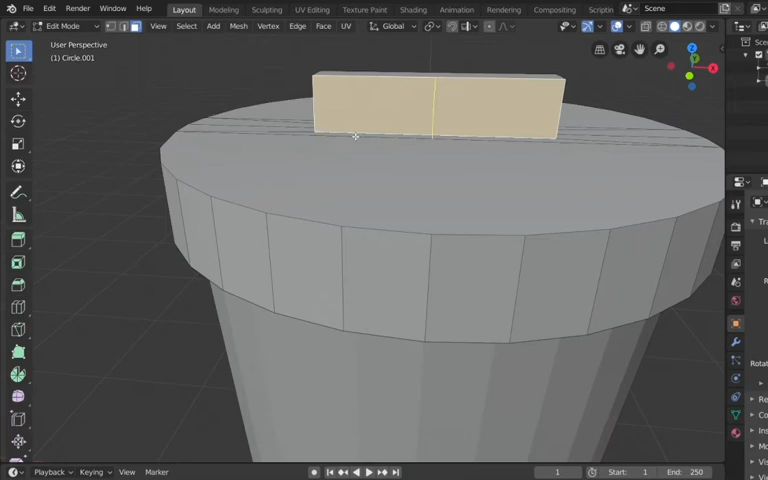 File Edit Render Window Help Layout Modeling Sculpting UV Editing Texture Paint Shading Animation Rendering Compositing Scene
Edit Mode View Select Add Mesh Vertex Edge Face UV Global
User Perspective
(1) Circle.001
Z
Y
X
Playback Keying View Marker 1 Start: 1 End: 250